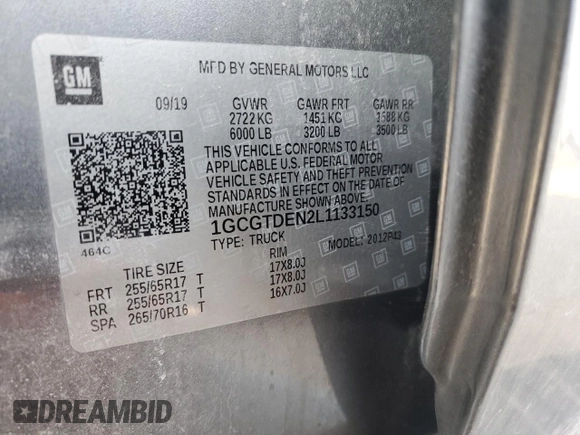 GM
MFD BY GENERAL MOTORS LLC
09/19 GVWR GAWR FRT GAWR RR
2722 KG 1451 KG 1588 KG
6000 LB 3200 LB 3500 LB
THIS VEHICLE CONFORMS TO ALL
APPLICABLE U.S. FEDERAL MOTOR
VEHICLE SAFETY AND THEFT PREVENTION
STANDARDS IN EFFECT ON THE DATE OF
MANUFACTURE SHOWN ABOVE.
1GCGTDEN2L1133150
TYPE: TRUCK MODEL: 2012P43
464C
TIRE SIZE RIM
FRT 255/65R17 T 17X8.0J
RR 255/65R17 T 17X8.0J
SPA 265/70R16 T 16X7.0J
DREAMBID